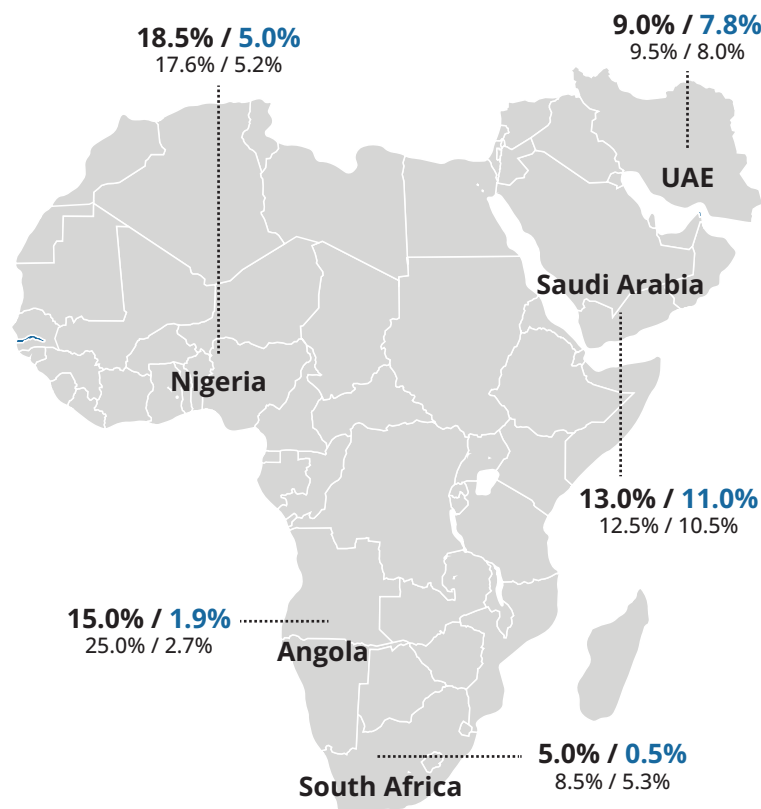 18.5% / 5.0%
17.6% / 5.2%
9.0% / 7.8%
9.5% / 8.0%
UAE
Saudi Arabia
Nigeria
13.0% / 11.0%
12.5% / 10.5%
15.0% / 1.9%
25.0% / 2.7%
Angola
5.0% / 0.5%
8.5% / 5.3%
South Africa